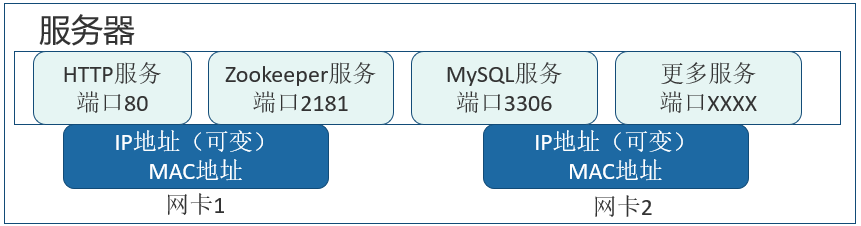 服务器
HTTP服务
端口80
Zookeeper服务
端口2181
MySQL服务
端口3306
更多服务
端口XXXX
IP地址（可变）
MAC地址
网卡1
IP地址（可变）
MAC地址
网卡2